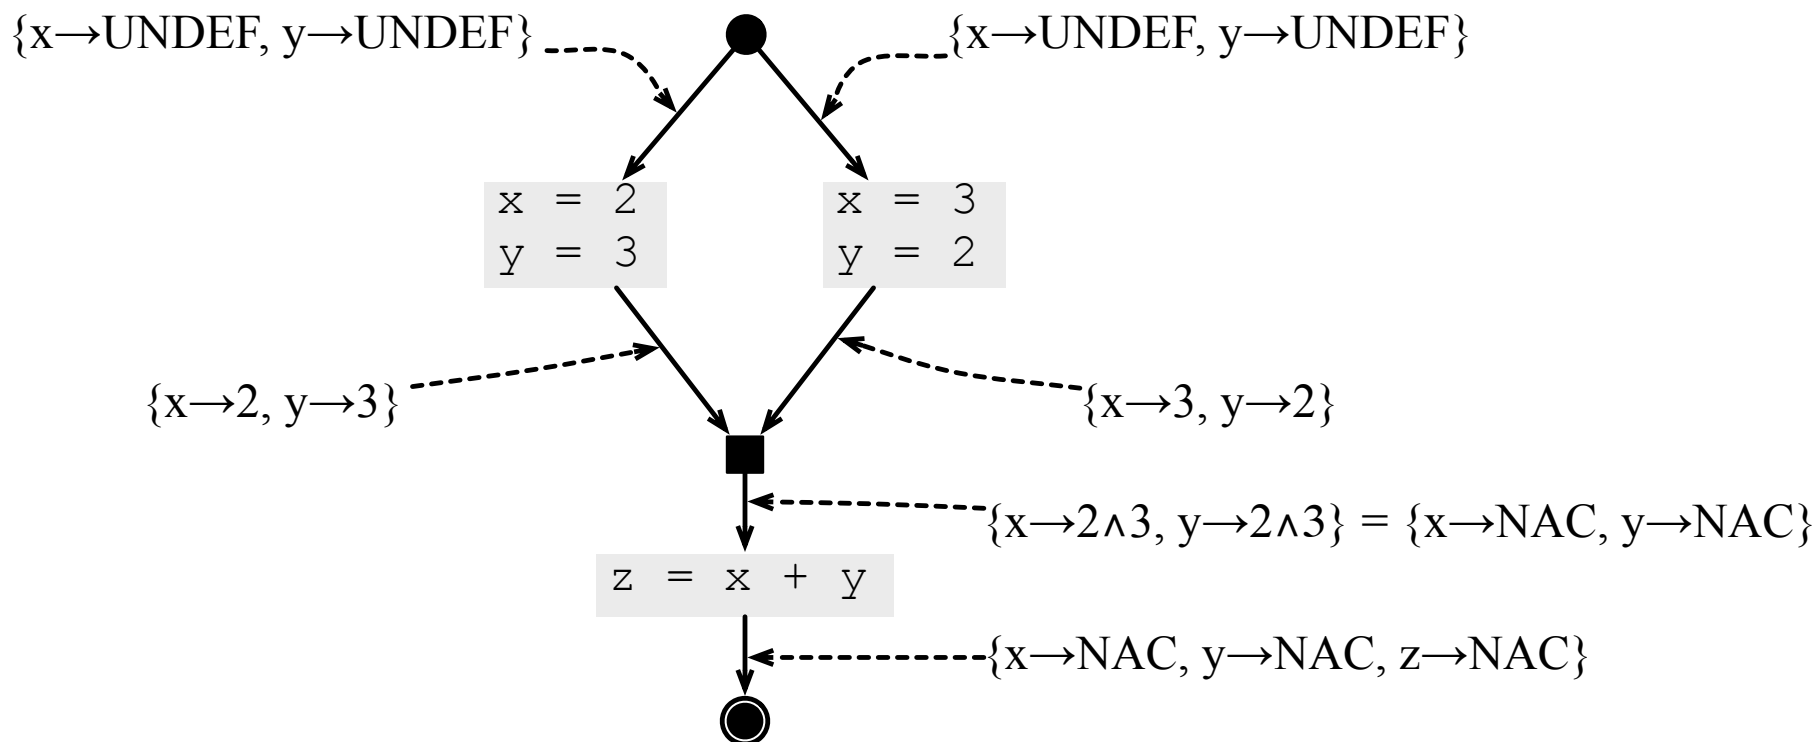 {x→UNDEF, y→UNDEF}
{x→UNDEF, y→UNDEF}
x = 2
y = 3
x = 3
y = 2
{x→2, y→3}
{x→3, y→2}
{x→2∧3, y→2∧3} = {x→NAC, y→NAC}
z = x + y
{x→NAC, y→NAC, z→NAC}